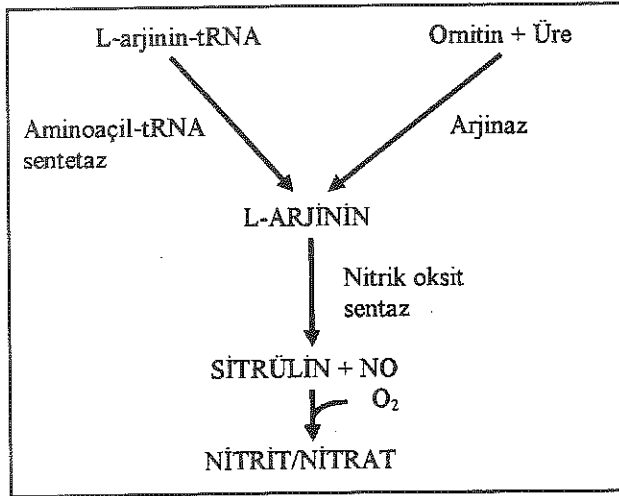 L-arjinin-tRNA
Ornitin + Üre
Aminoaçil-tRNA
sentetaz
Arjinaz
L-ARJİNİN
Nitrik oksit
sentaz
SİTRÜLİN + NO
O₂
NİTRİT/NİTRAT